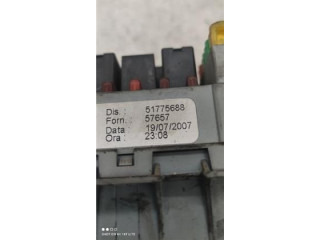 Dis.: 51775688
Forn.: 57657
Data: 19/07/2007
Ora: 23:08